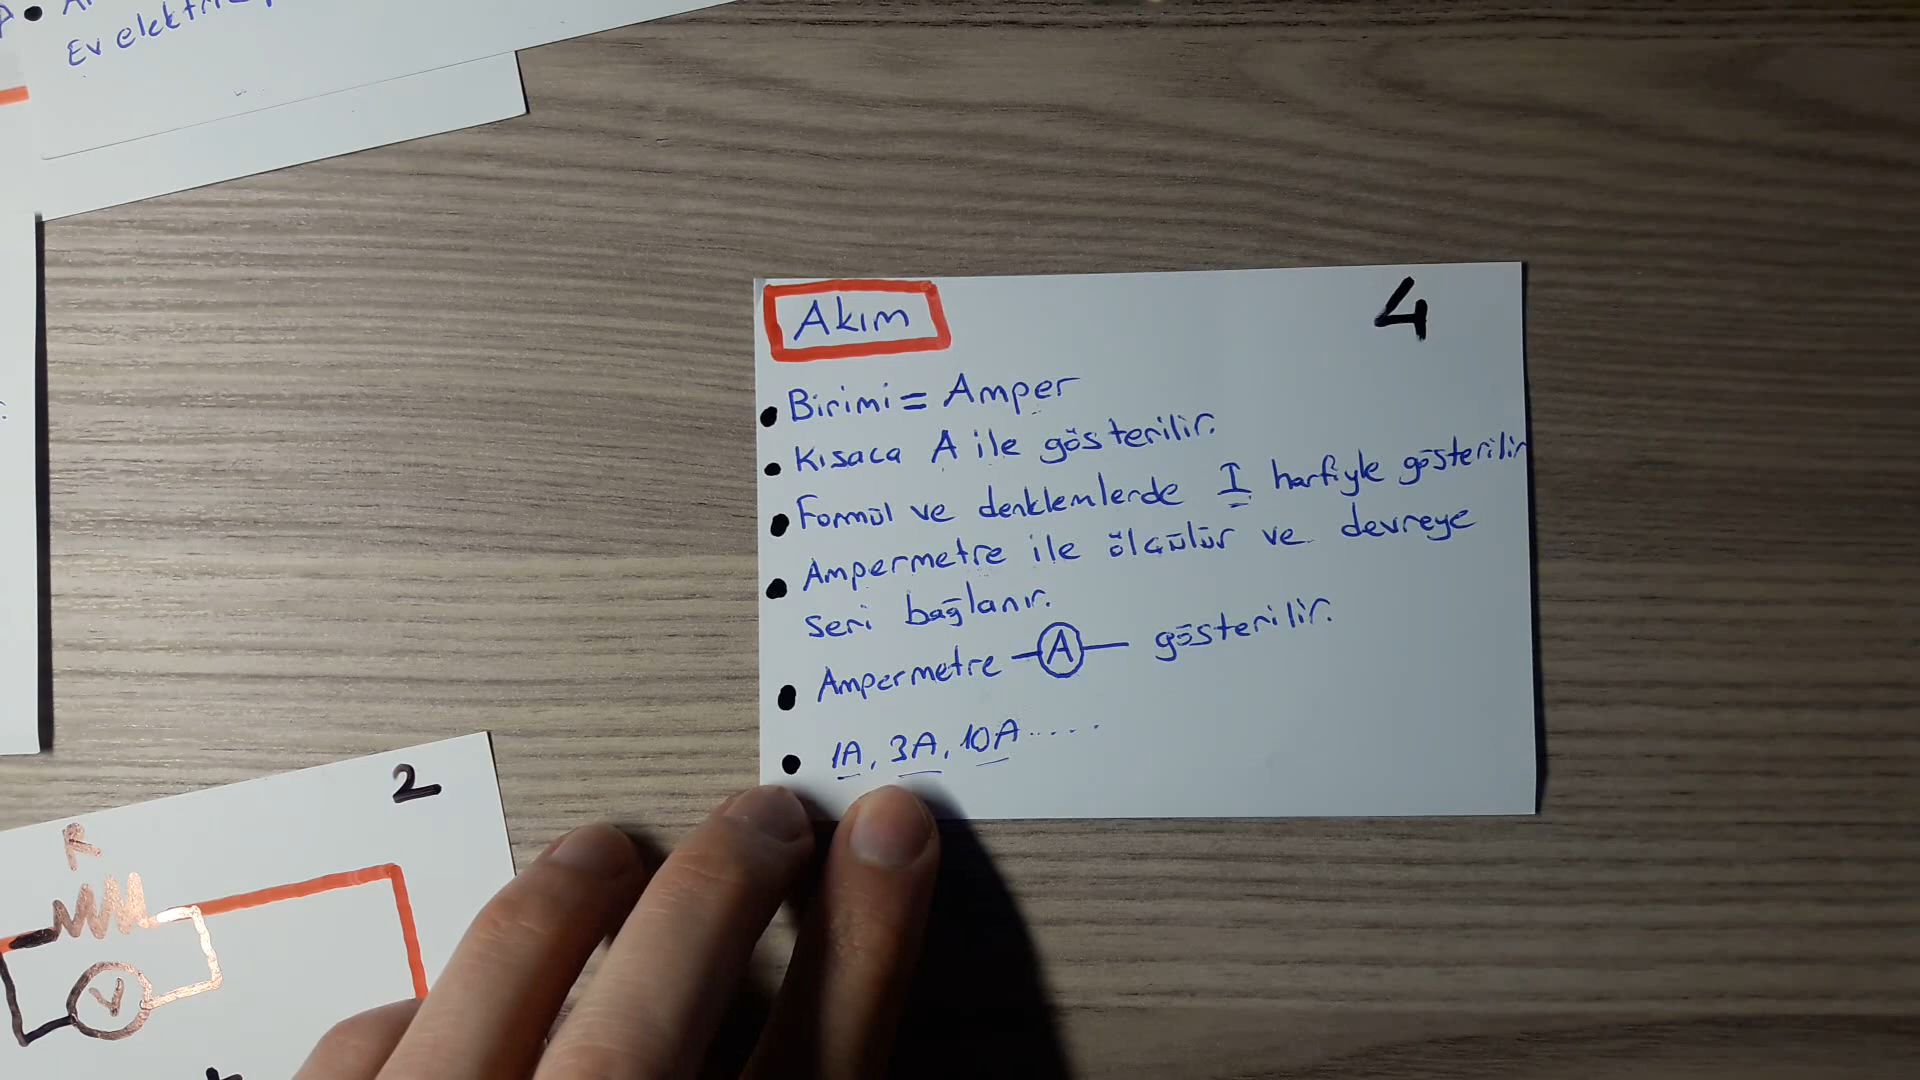 Ev elektri
Akım
4
Birimi = Amper
Kısaca A ile gösterilir.
Formül ve denklemlerde I harfiyle gösterilir
Ampermetre ile ölçülür ve devreye
seri bağlanır.
Ampermetre —(A)— gösterilir.
1A, 3A, 10A.....
2
R
V